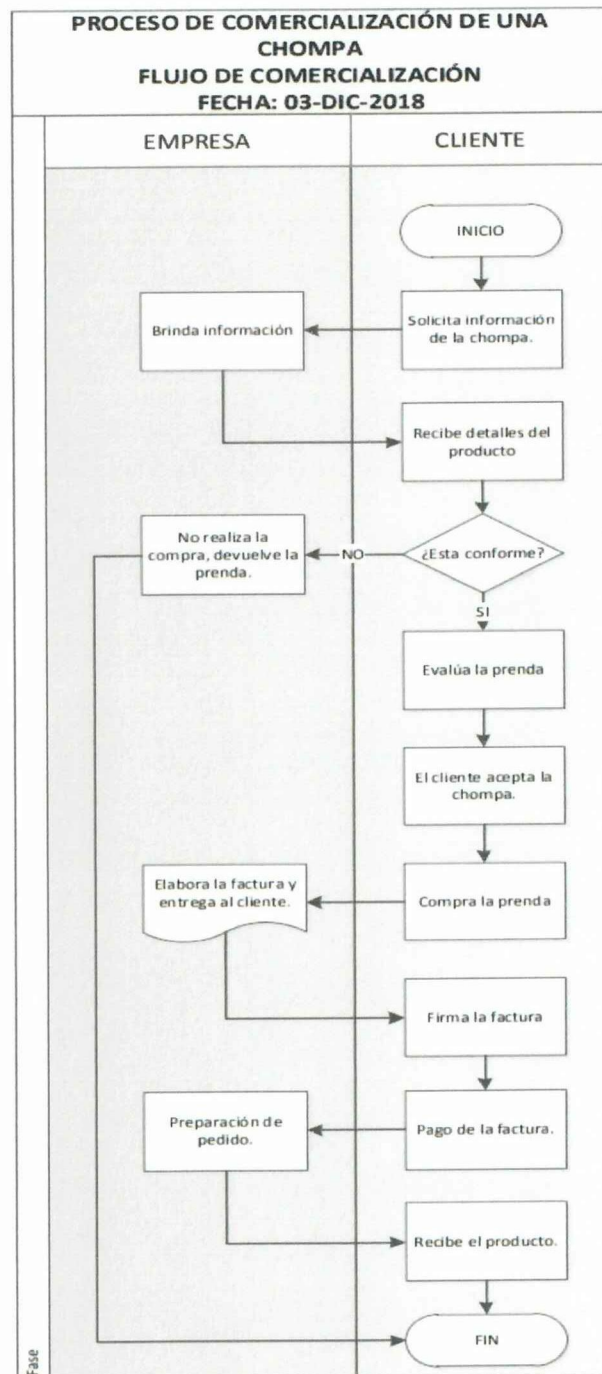 PROCESO DE COMERCIALIZACIÓN DE UNA
CHOMPA
FLUJO DE COMERCIALIZACIÓN
FECHA: 03-DIC-2018
EMPRESA
CLIENTE
INICIO
Solicita información
de la chompa.
Brinda información
Recibe detalles del
producto
¿Esta conforme?
NO
No realiza la
compra, devuelve la
prenda.
SI
Evalúa la prenda
El cliente acepta la
chompa.
Compra la prenda
Elabora la factura y
entrega al cliente.
Firma la factura
Pago de la factura.
Preparación de
pedido.
Recibe el producto.
FIN
Fase